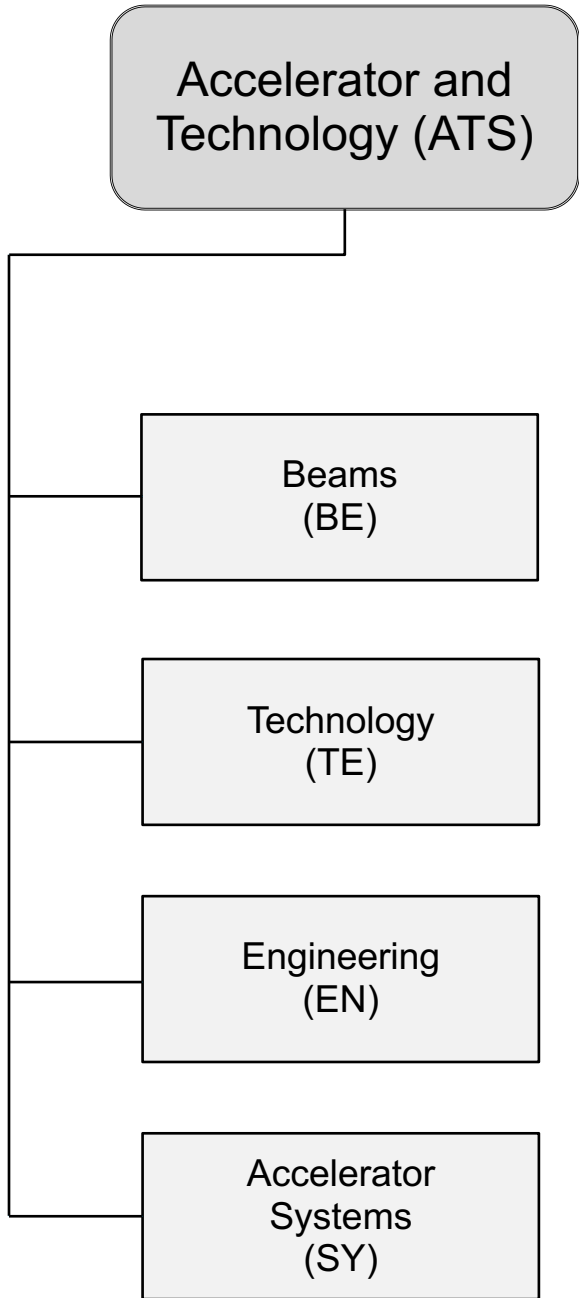 Accelerator and
Technology (ATS)
Beams
(BE)
Technology
(TE)
Engineering
(EN)
Accelerator
Systems
(SY)